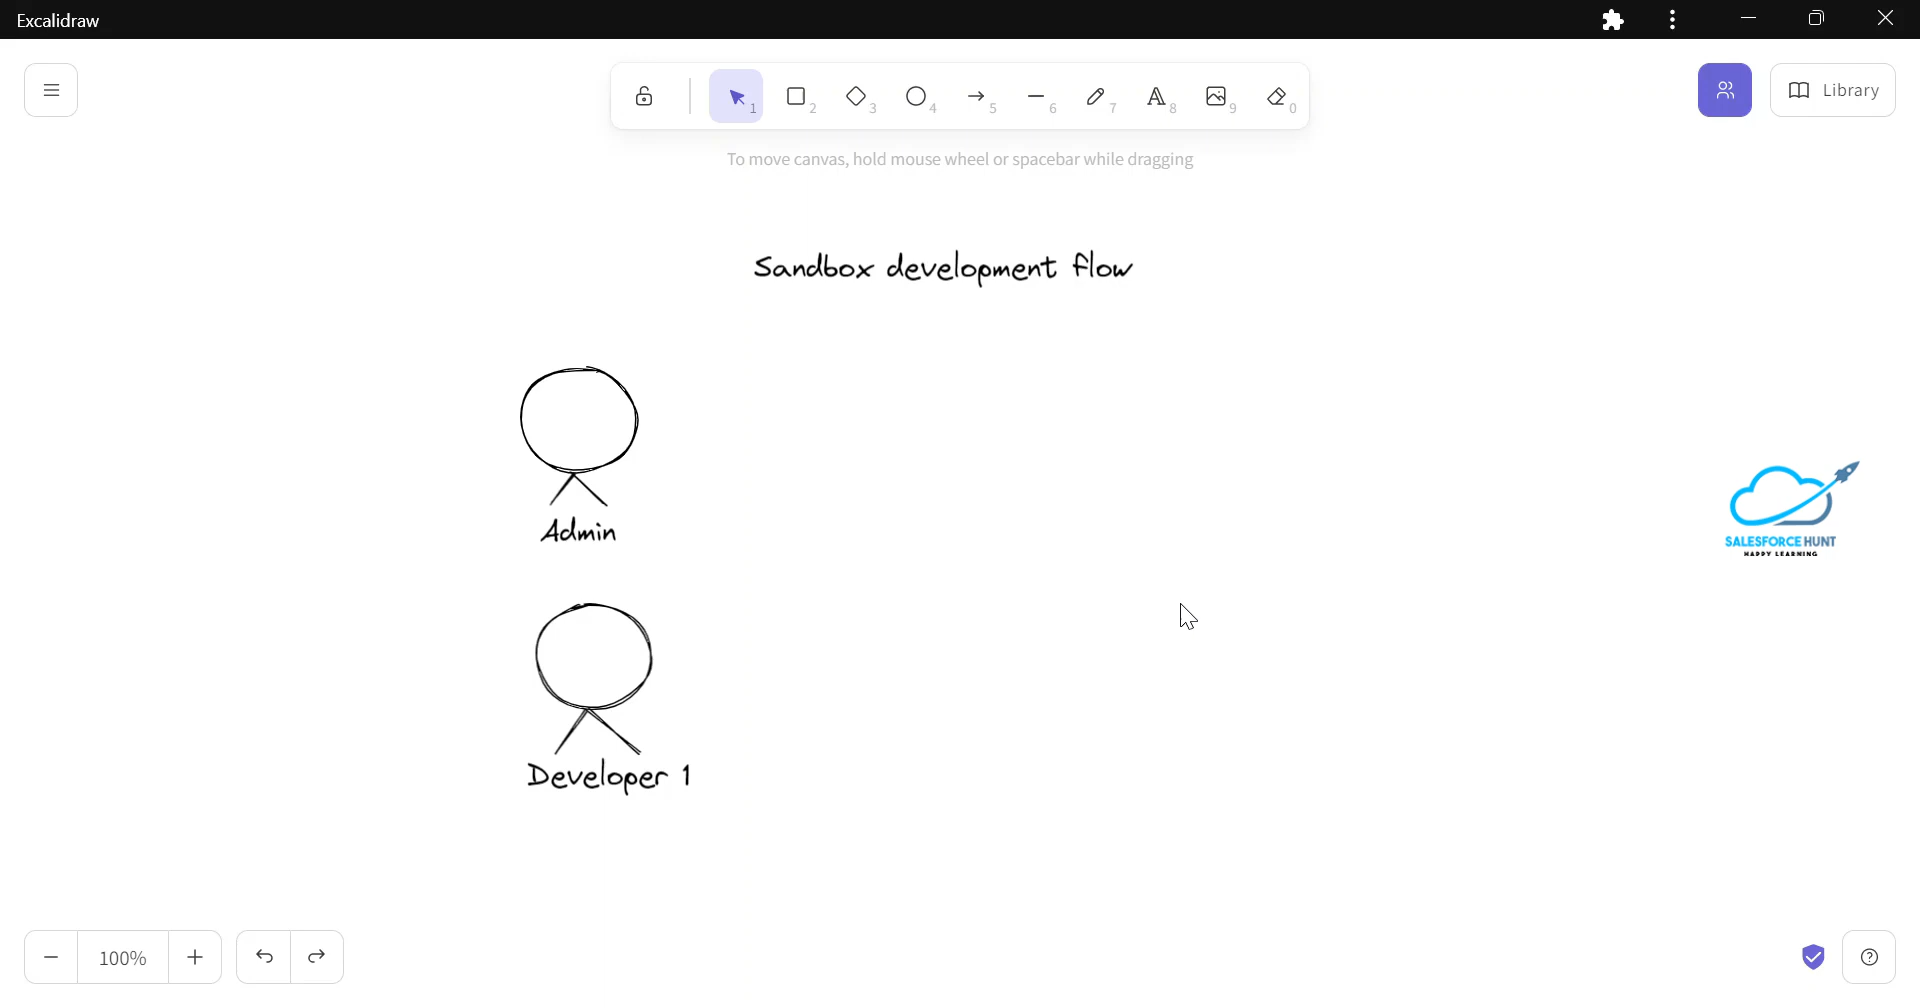 Excalidraw
1
2
3
4
5
6
7
8
9
0
Library
To move canvas, hold mouse wheel or spacebar while dragging
Sandbox development flow
Admin
SALESFORCE HUNT
HAPPY LEARNING
Developer 1
100%